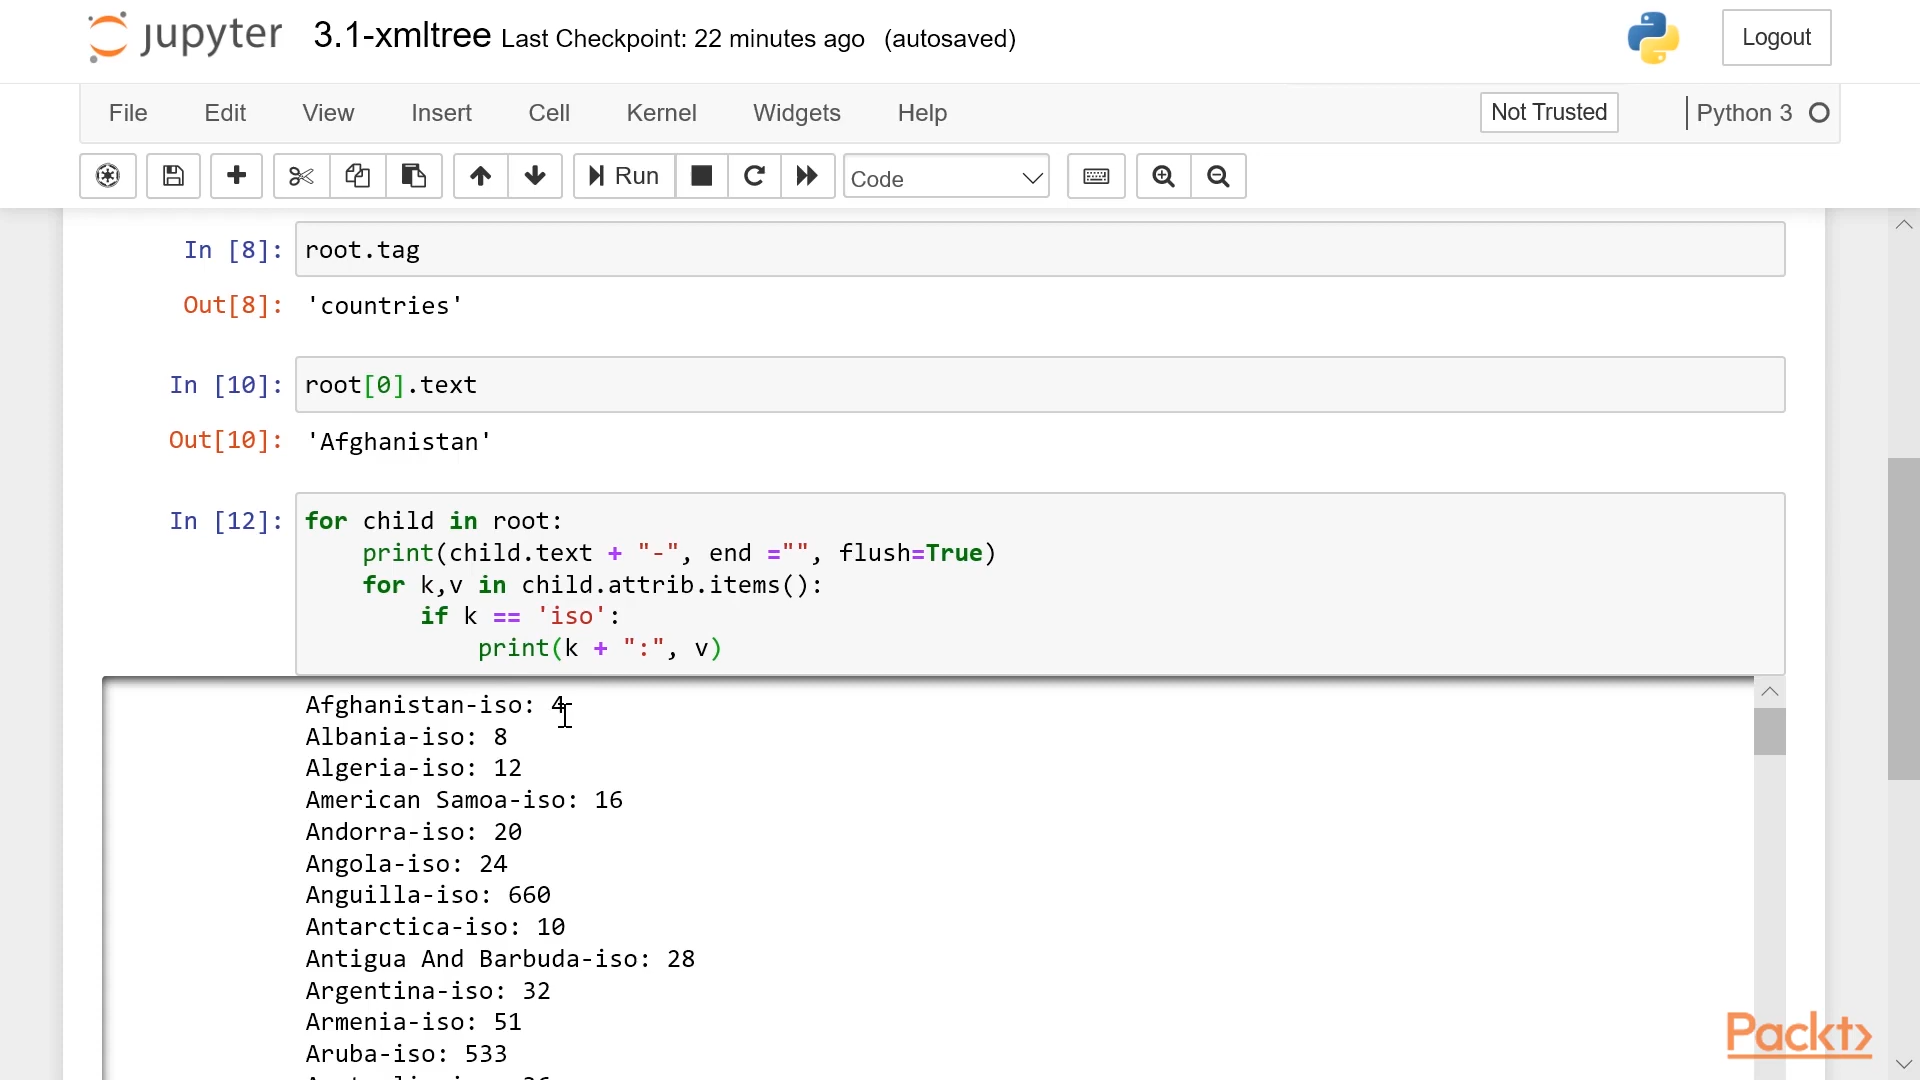 jupyter 3.1-xmltree Last Checkpoint: 22 minutes ago (autosaved)
Logout
File Edit View Insert Cell Kernel Widgets Help
Not Trusted
Python 3
Run
Code
In [8]: root.tag
Out[8]: 'countries'
In [10]: root[0].text
Out[10]: 'Afghanistan'
In [12]: for child in root:
print(child.text + "-", end ="", flush=True)
for k,v in child.attrib.items():
if k == 'iso':
print(k + ":", v)
Afghanistan-iso: 4
Albania-iso: 8
Algeria-iso: 12
American Samoa-iso: 16
Andorra-iso: 20
Angola-iso: 24
Anguilla-iso: 660
Antarctica-iso: 10
Antigua And Barbuda-iso: 28
Argentina-iso: 32
Armenia-iso: 51
Aruba-iso: 533
Packt>